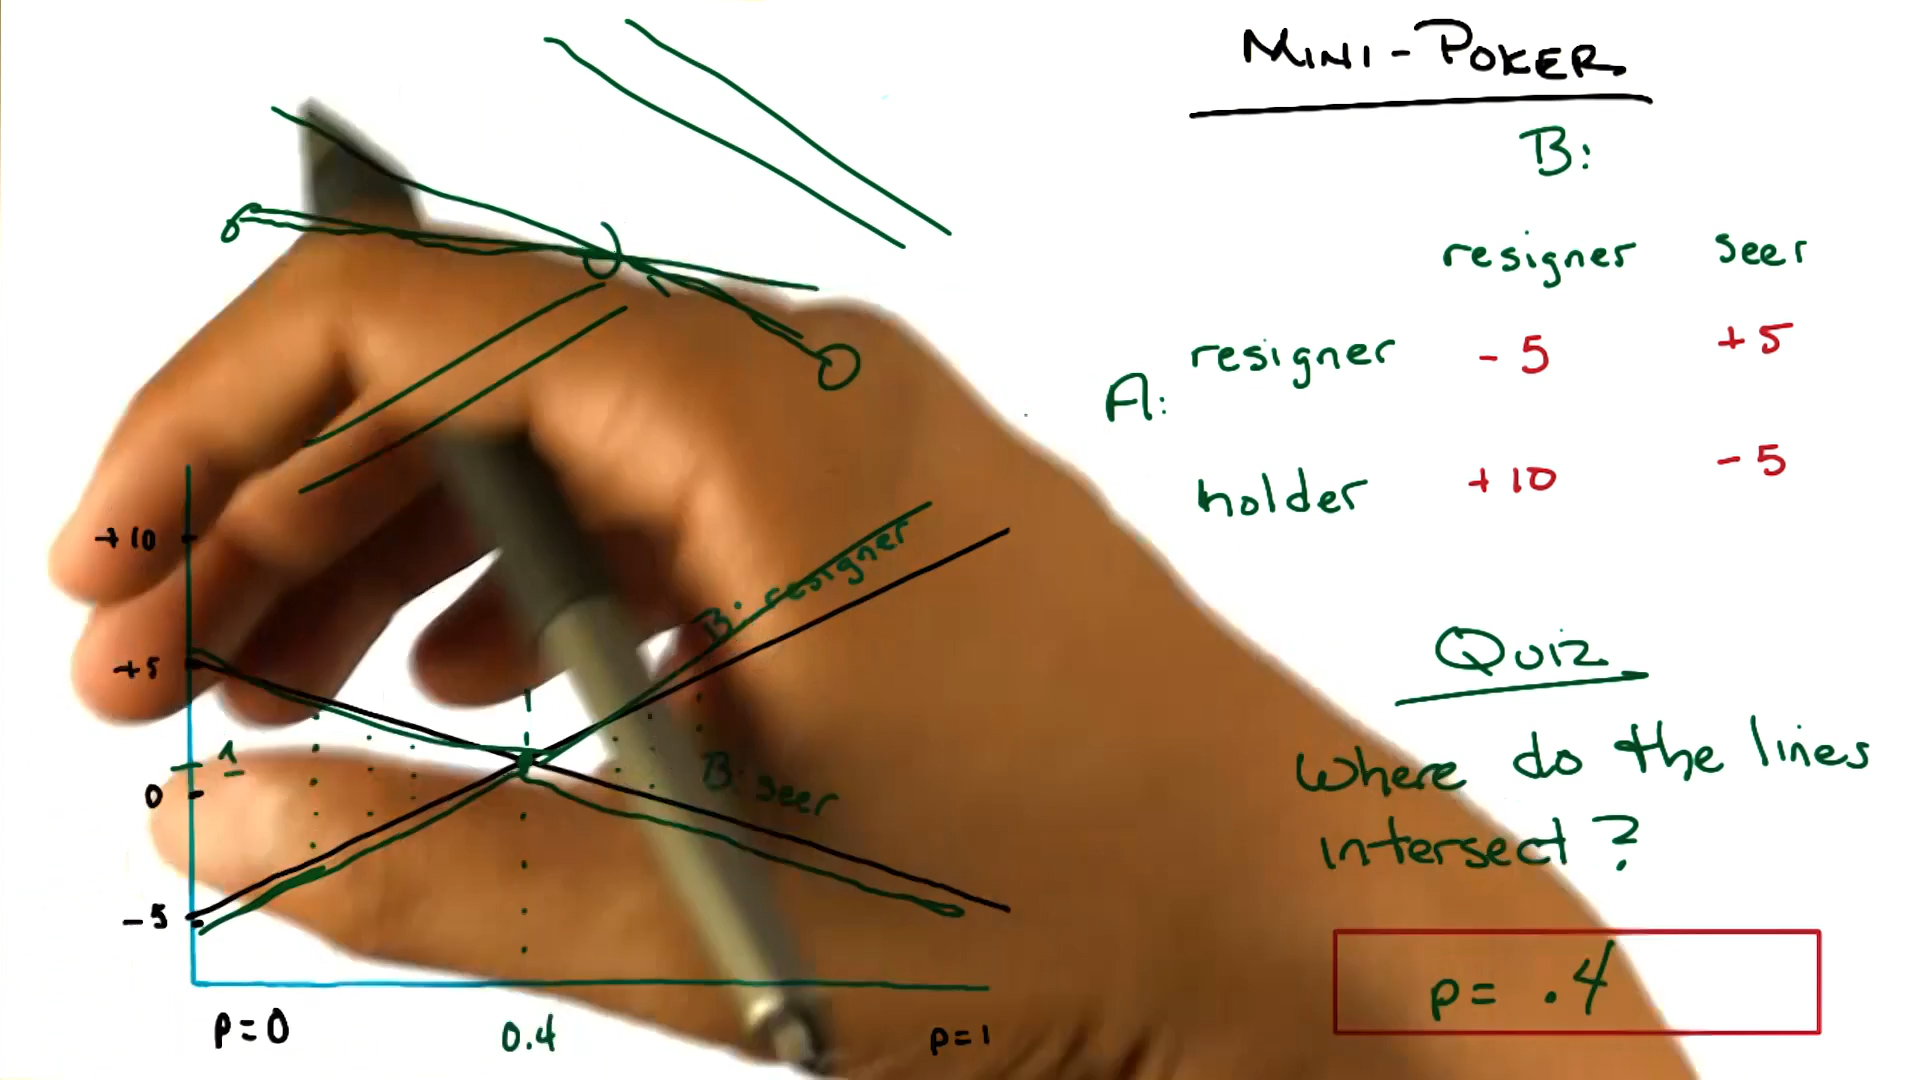 MINI-POKER
B:
resigner seer
A: resigner -5 +5
holder +10 -5
Quiz
Where do the lines
intersect?
p= .4
+10
+5
1
0
-5
B: resigner
B: seer
p=0 0.4 p=1